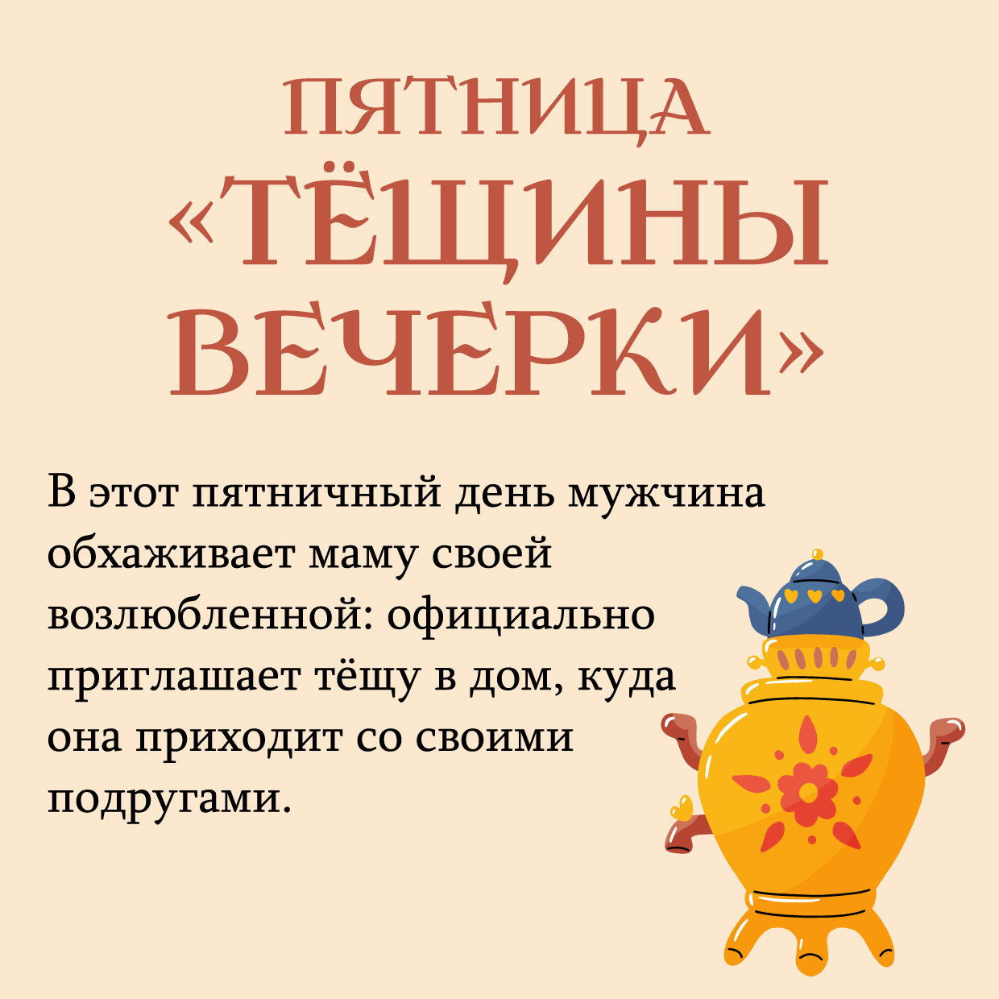 ПЯТНИЦА
«ТЁЩИНЫ
ВЕЧЕРКИ»
В этот пятничный день мужчина
обхаживает маму своей
возлюбленной: официально
приглашает тёщу в дом, куда
она приходит со своими
подругами.